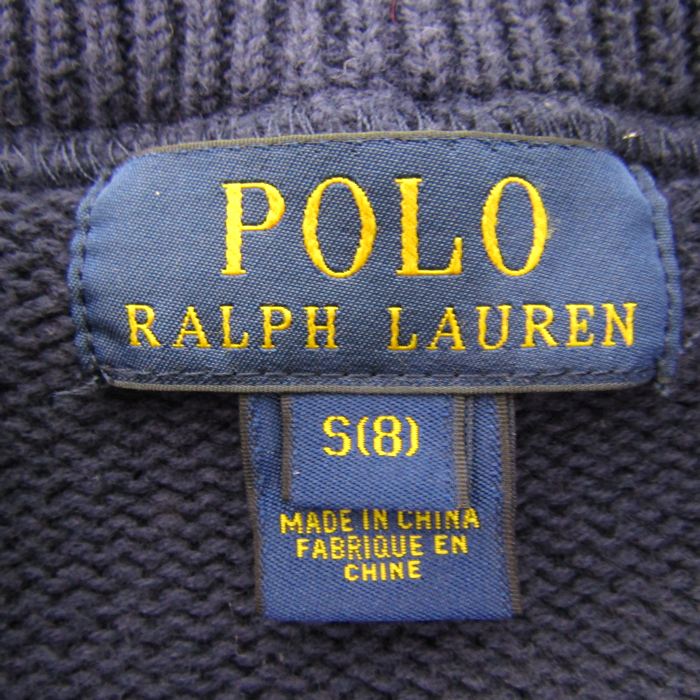 POLO
RALPH LAUREN
S(8)
MADE IN CHINA
FABRIQUE EN
CHINE